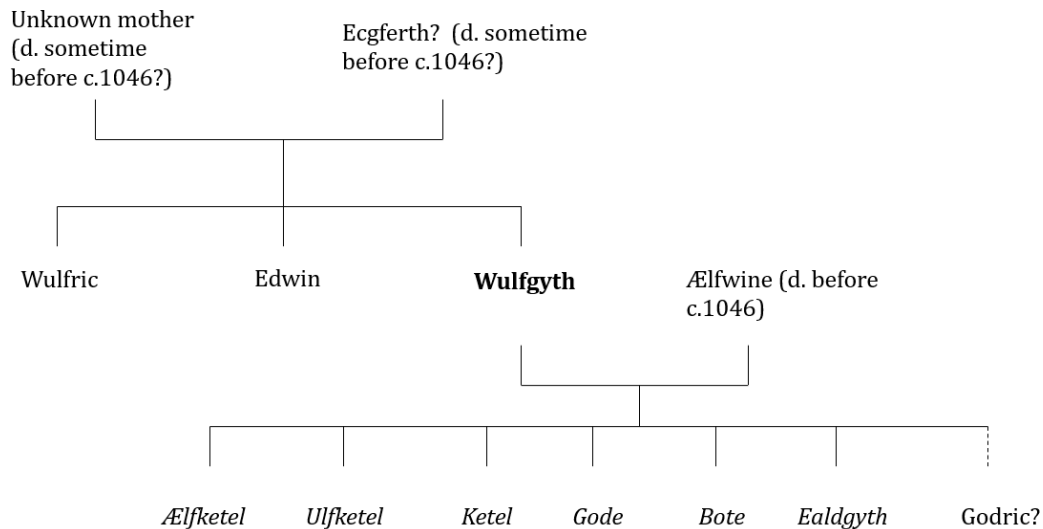 Unknown mother
(d. sometime
before c.1046?)
Ecgferth? (d. sometime
before c.1046?)
Wulfric
Edwin
Wulfgyth
Ælfwine (d. before
c.1046)
Ælfketel
Ulfketel
Ketel
Gode
Bote
Ealdgyth
Godric?